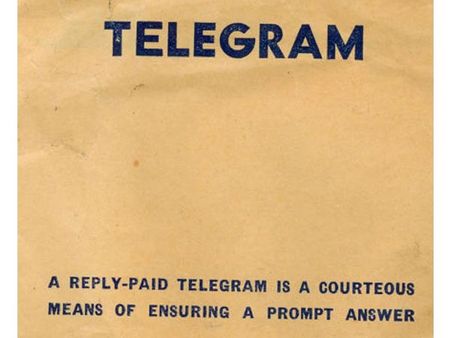 TELEGRAM
A REPLY-PAID TELEGRAM IS A COURTEOUS
MEANS OF ENSURING A PROMPT ANSWER